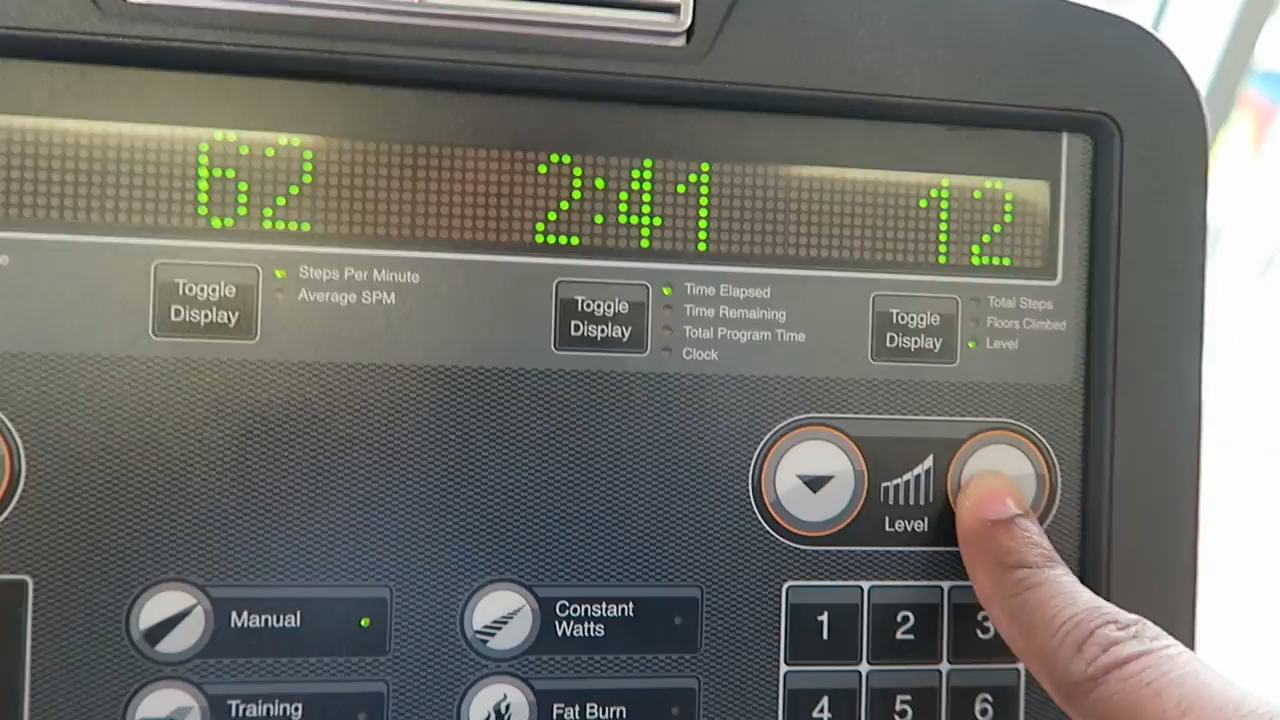 62 2:41 12
e
Toggle
Display
Steps Per Minute
Average SPM
Toggle
Display
Time Elapsed
Time Remaining
Total Program Time
Clock
Toggle
Display
Total Steps
Floors Climbed
Level
Level
Manual
Constant
Watts
1 2 3
Training
Fat Burn
4 5 6